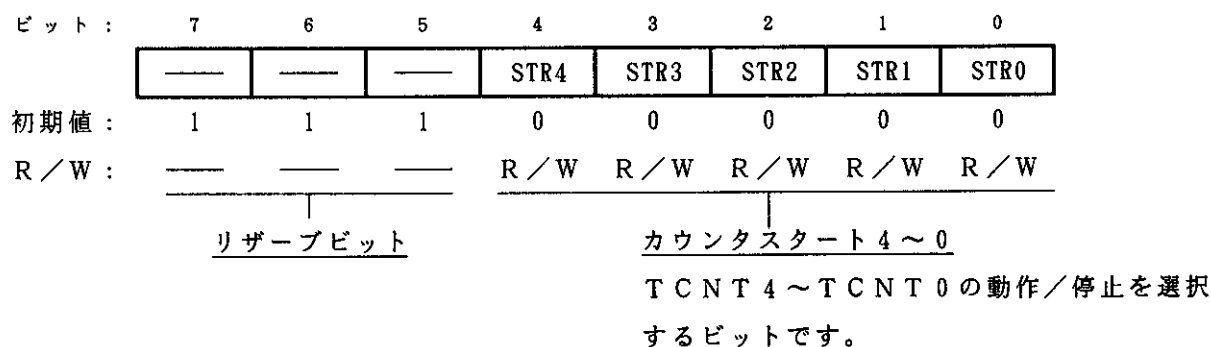 ビット： 7 6 5 4 3 2 1 0
― ― ― STR4 STR3 STR2 STR1 STR0
初期値： 1 1 1 0 0 0 0 0
R／W： ― ― ― R／W R／W R／W R／W R／W
リザーブビット カウンタスタート4～0
TCNT4～TCNT0の動作／停止を選択
するビットです。